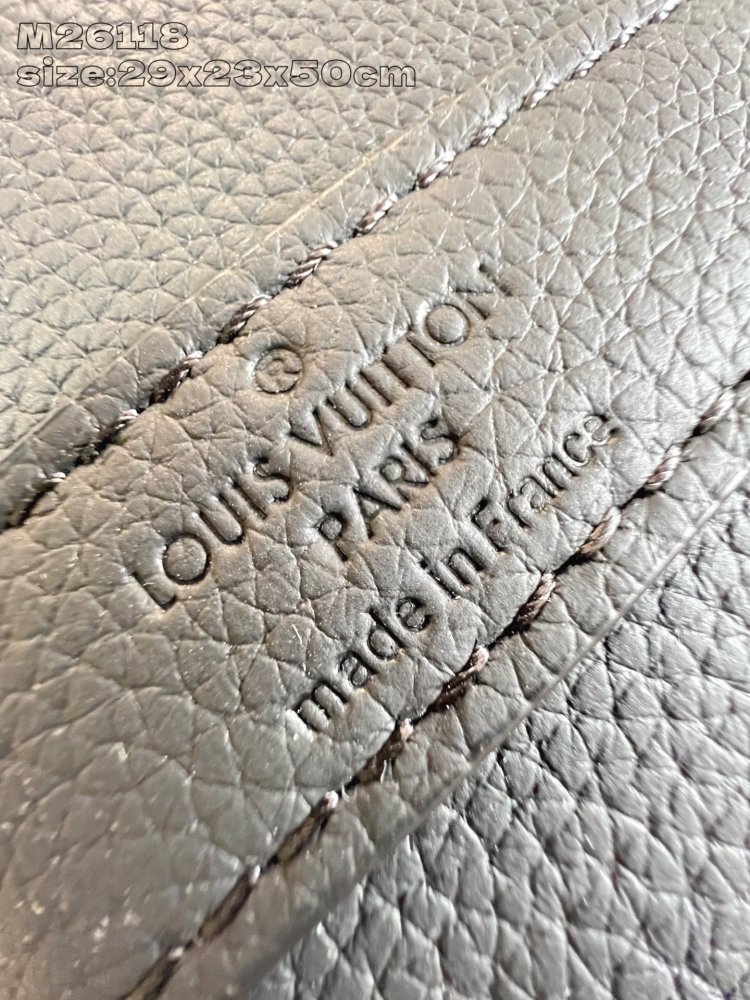 M26118
size:29x23x50cm
®
LOUIS VUITTON
PARIS
made in France